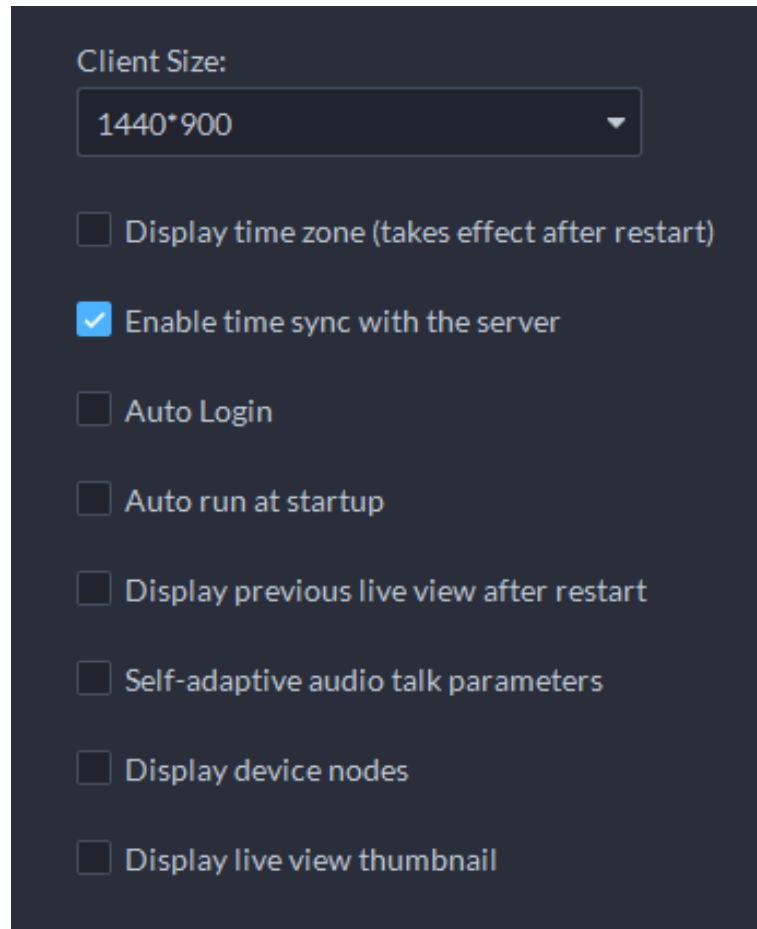 Client Size:
1440*900
Display time zone (takes effect after restart)
Enable time sync with the server
Auto Login
Auto run at startup
Display previous live view after restart
Self-adaptive audio talk parameters
Display device nodes
Display live view thumbnail